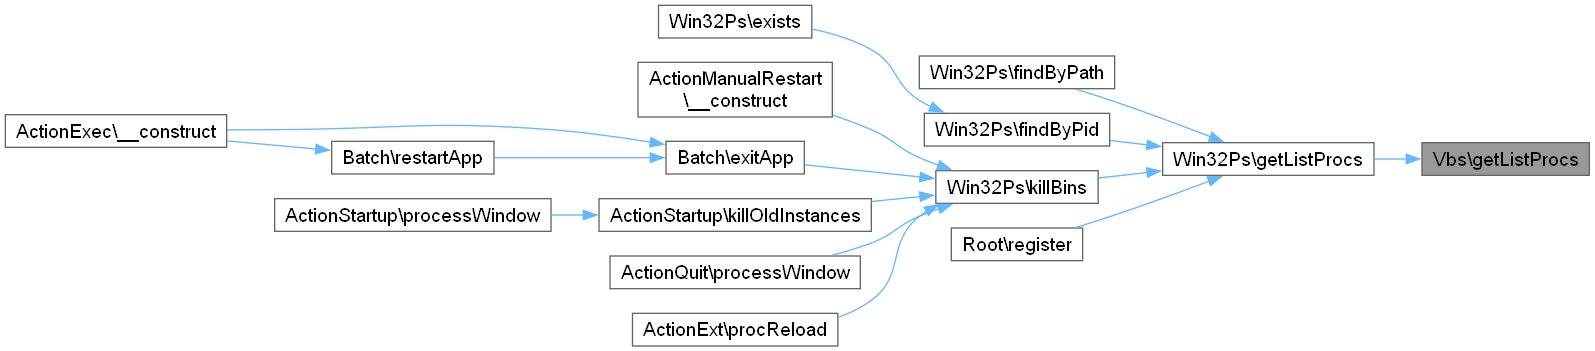 Win32Ps\exists
Win32Ps\findByPath
ActionManualRestart
\__construct
ActionExec\__construct
Win32Ps\findByPid
Batch\restartApp
Batch\exitApp
Win32Ps\getListProcs
Vbs\getListProcs
Win32Ps\killBins
ActionStartup\processWindow
ActionStartup\killOldInstances
Root\register
ActionQuit\processWindow
ActionExt\procReload